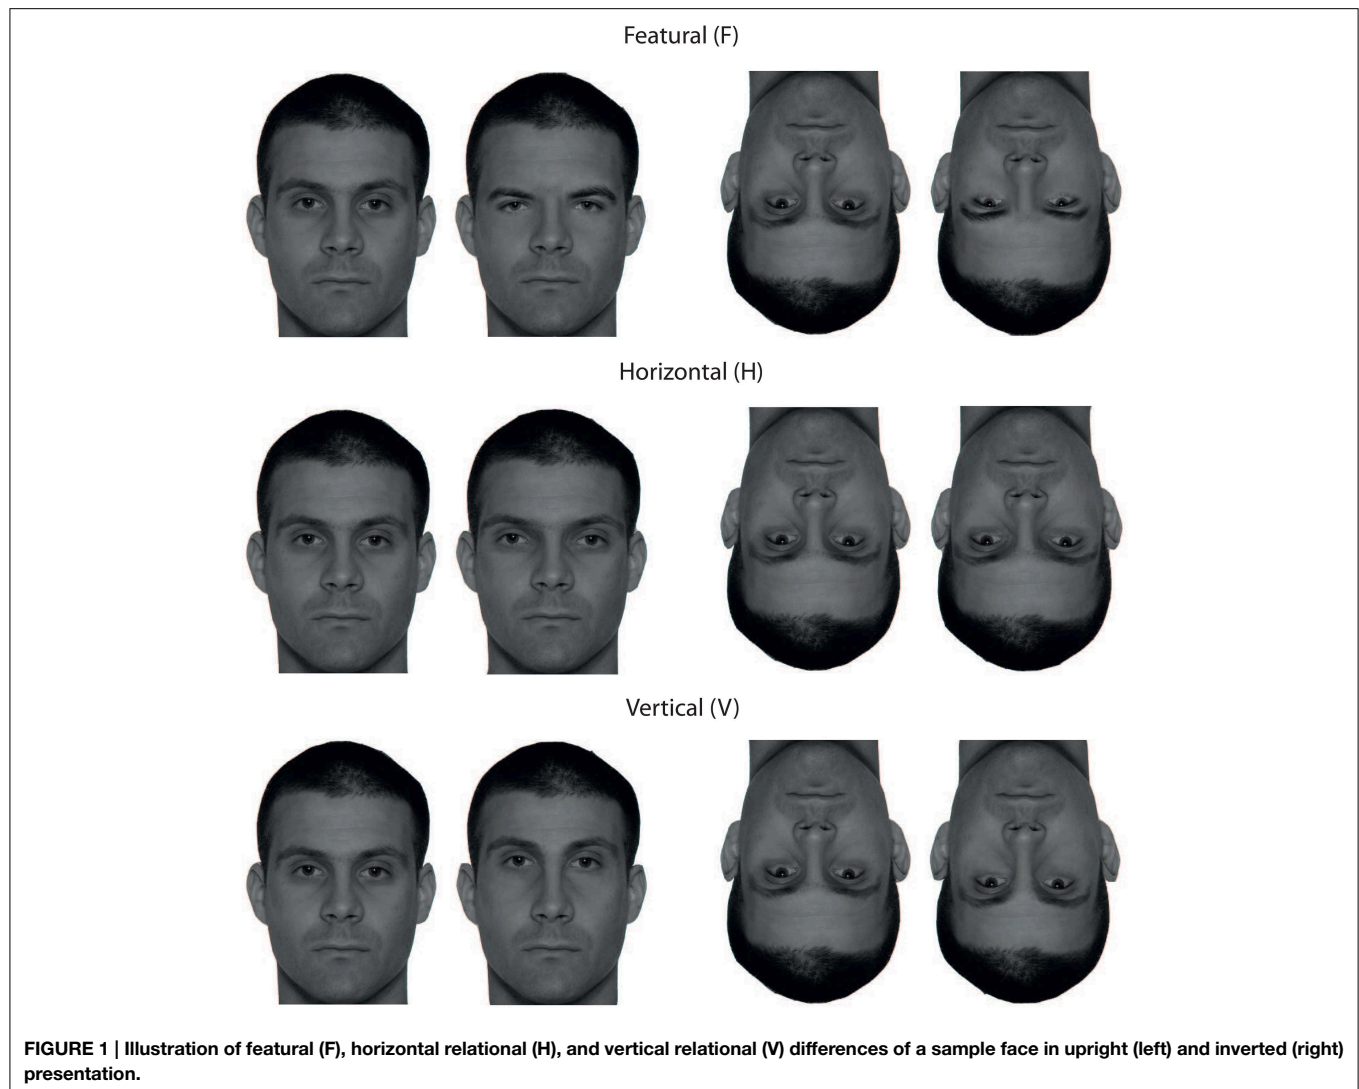 Featural (F)
Horizontal (H)
Vertical (V)
FIGURE 1 | Illustration of featural (F), horizontal relational (H), and vertical relational (V) differences of a sample face in upright (left) and inverted (right)
presentation.